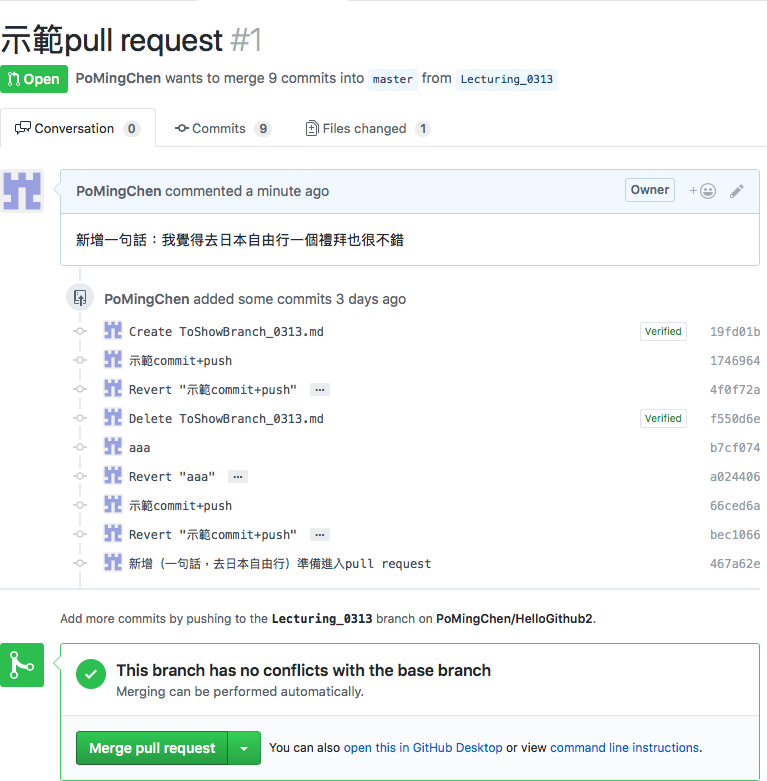 示範pull request #1
Open PoMingChen wants to merge 9 commits into master from Lecturing_0313
Conversation 0 Commits 9 Files changed 1
PoMingChen commented a minute ago Owner +
新增一句話：我覺得去日本自由行一個禮拜也很不錯
PoMingChen added some commits 3 days ago
Create ToShowBranch_0313.md Verified 19fd01b
示範commit+push 1746964
Revert "示範commit+push" … 4f0f72a
Delete ToShowBranch_0313.md Verified f550d6e
aaa b7cf074
Revert "aaa" … a024406
示範commit+push 66ced6a
Revert "示範commit+push" … bec1066
新增（一句話，去日本自由行）準備進入pull request 467a62e
Add more commits by pushing to the Lecturing_0313 branch on PoMingChen/HelloGithub2.
This branch has no conflicts with the base branch
Merging can be performed automatically.
Merge pull request You can also open this in GitHub Desktop or view command line instructions.